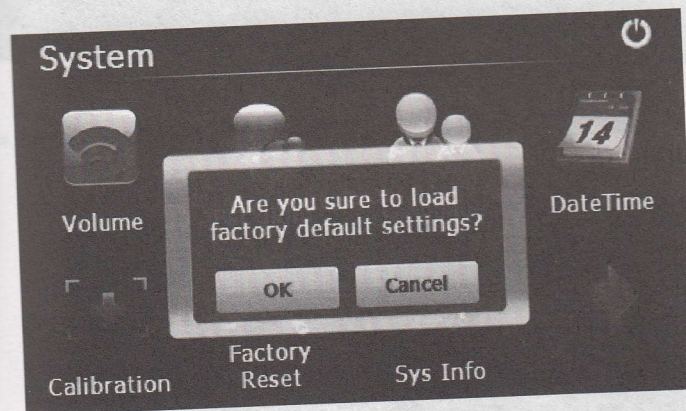 System
14
Volume
DateTime
Are you sure to load
factory default settings?
OK
Cancel
Calibration
Factory
Reset
Sys Info